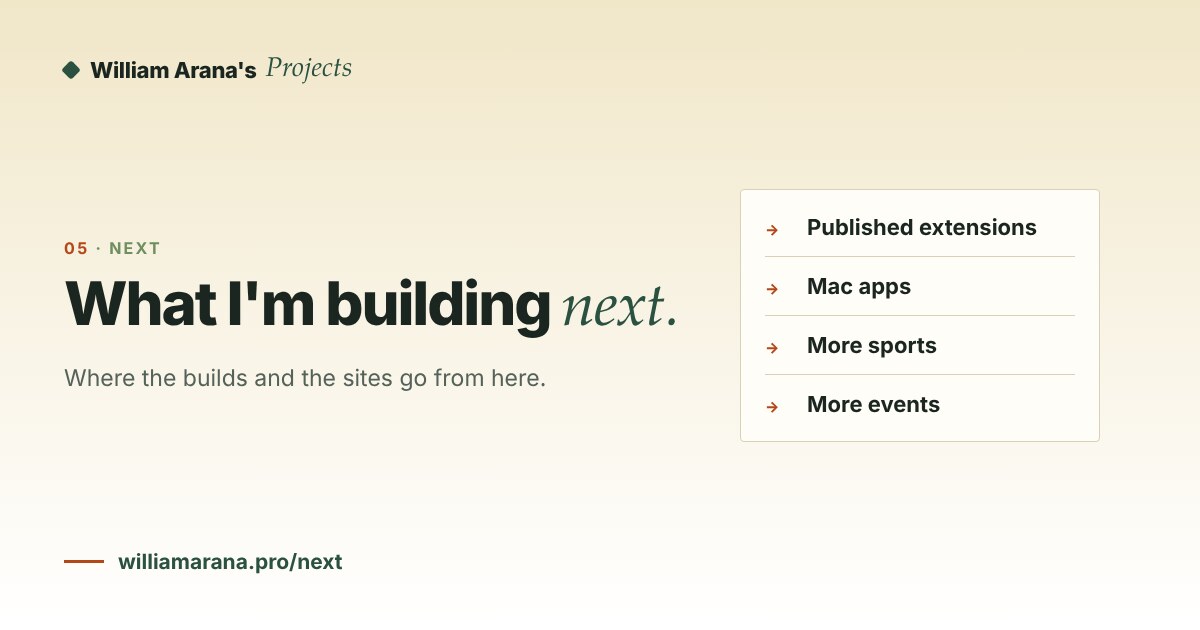 William Arana's Projects
05 · NEXT
What I'm building next.
Where the builds and the sites go from here.
→ Published extensions
→ Mac apps
→ More sports
→ More events
williamarana.pro/next